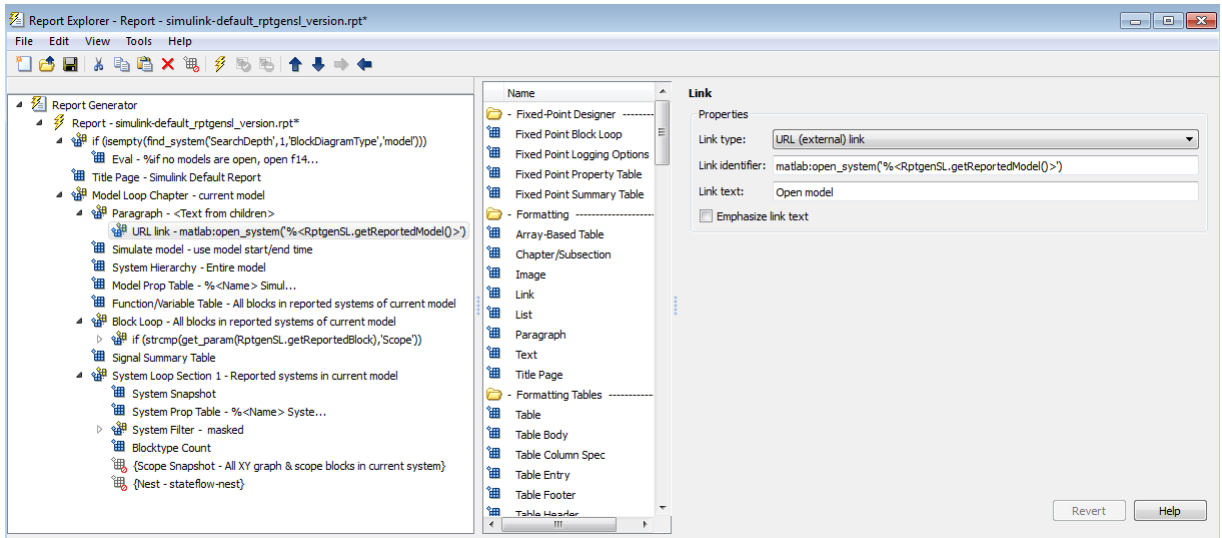 Report Explorer - Report - simulink-default_rptgensl_version.rpt*
File Edit View Tools Help
Report Generator
Report - simulink-default_rptgensl_version.rpt*
if (isempty(find_system('SearchDepth',1,'BlockDiagramType','model')))
Eval - %if no models are open, open f14...
Title Page - Simulink Default Report
Model Loop Chapter - current model
Paragraph - <Text from children>
URL link - matlab:open_system('%<RptgenSL.getReportedModel()>')
Simulate model - use model start/end time
System Hierarchy - Entire model
Model Prop Table - %<Name> Simul...
Function/Variable Table - All blocks in reported systems of current model
Block Loop - All blocks in reported systems of current model
if (strcmp(get_param(RptgenSL.getReportedBlock),'Scope'))
Signal Summary Table
System Loop Section 1 - Reported systems in current model
System Snapshot
System Prop Table - %<Name> Syste...
System Filter - masked
Blocktype Count
{Scope Snapshot - All XY graph & scope blocks in current system}
{Nest - stateflow-nest}
Name
- Fixed-Point Designer --------
Fixed Point Block Loop
Fixed Point Logging Options
Fixed Point Property Table
Fixed Point Summary Table
- Formatting --------------------
Array-Based Table
Chapter/Subsection
Image
Link
List
Paragraph
Text
Title Page
- Formatting Tables -----------
Table
Table Body
Table Column Spec
Table Entry
Table Footer
Table Header
Link
Properties
Link type: URL (external) link
Link identifier: matlab:open_system('%<RptgenSL.getReportedModel()>')
Link text: Open model
Emphasize link text
Revert Help